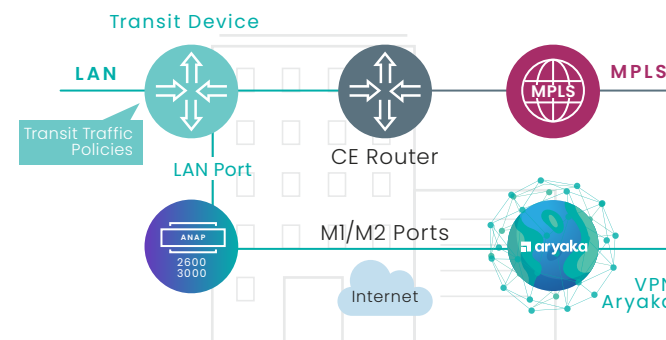 Transit Device
LAN
MPLS
MPLS
Transit Traffic
Policies
CE Router
LAN Port
ANAP
2600
3000
M1/M2 Ports
aryaka
Internet
VPN
Aryaka